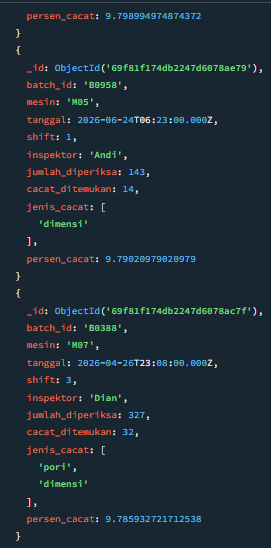 persen_cacat: 9.798994974874372
}
{
_id: ObjectId('69f81f174db2247d6078ae79'),
batch_id: 'B0958',
mesin: 'M05',
tanggal: 2026-06-24T06:23:00.000Z,
shift: 1,
inspektor: 'Andi',
jumlah_diperiksa: 143,
cacat_ditemukan: 14,
jenis_cacat: [
'dimensi'
],
persen_cacat: 9.79020979020979
}
{
_id: ObjectId('69f81f174db2247d6078ac7f'),
batch_id: 'B0388',
mesin: 'M07',
tanggal: 2026-04-26T23:08:00.000Z,
shift: 3,
inspektor: 'Dian',
jumlah_diperiksa: 327,
cacat_ditemukan: 32,
jenis_cacat: [
'pori',
'dimensi'
],
persen_cacat: 9.785932721712538
}